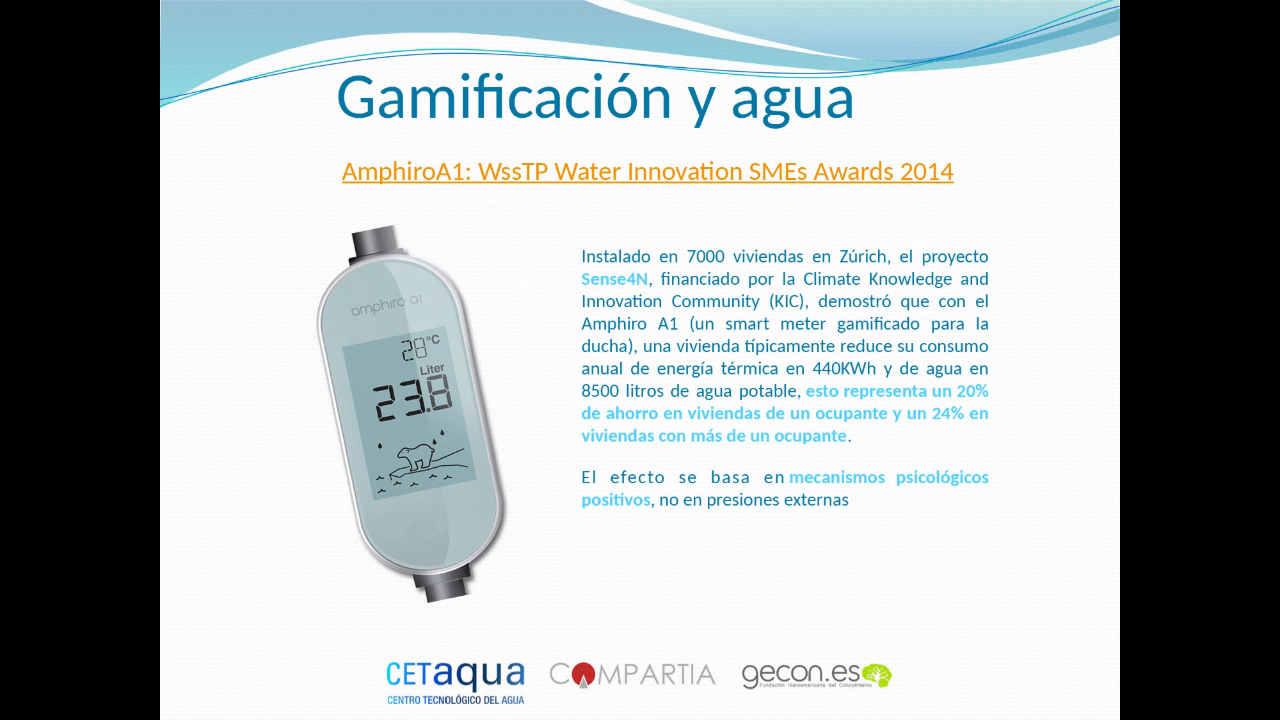 Gamificación y agua
AmphiroA1: WssTP Water Innovation SMEs Awards 2014
amphiro a1
28°C
Liter
23.8
Instalado en 7000 viviendas en Zúrich, el proyecto
Sense4N, financiado por la Climate Knowledge and
Innovation Community (KIC), demostró que con el
Amphiro A1 (un smart meter gamificado para la
ducha), una vivienda típicamente reduce su consumo
anual de energía térmica en 440KWh y de agua en
8500 litros de agua potable, esto representa un 20%
de ahorro en viviendas de un ocupante y un 24% en
viviendas con más de un ocupante.
El efecto se basa en mecanismos psicológicos
positivos, no en presiones externas
CETaqua
CENTRO TECNOLÓGICO DEL AGUA
COMPARTIA
gecon.es
Fundación Iberoamericana del Conocimiento